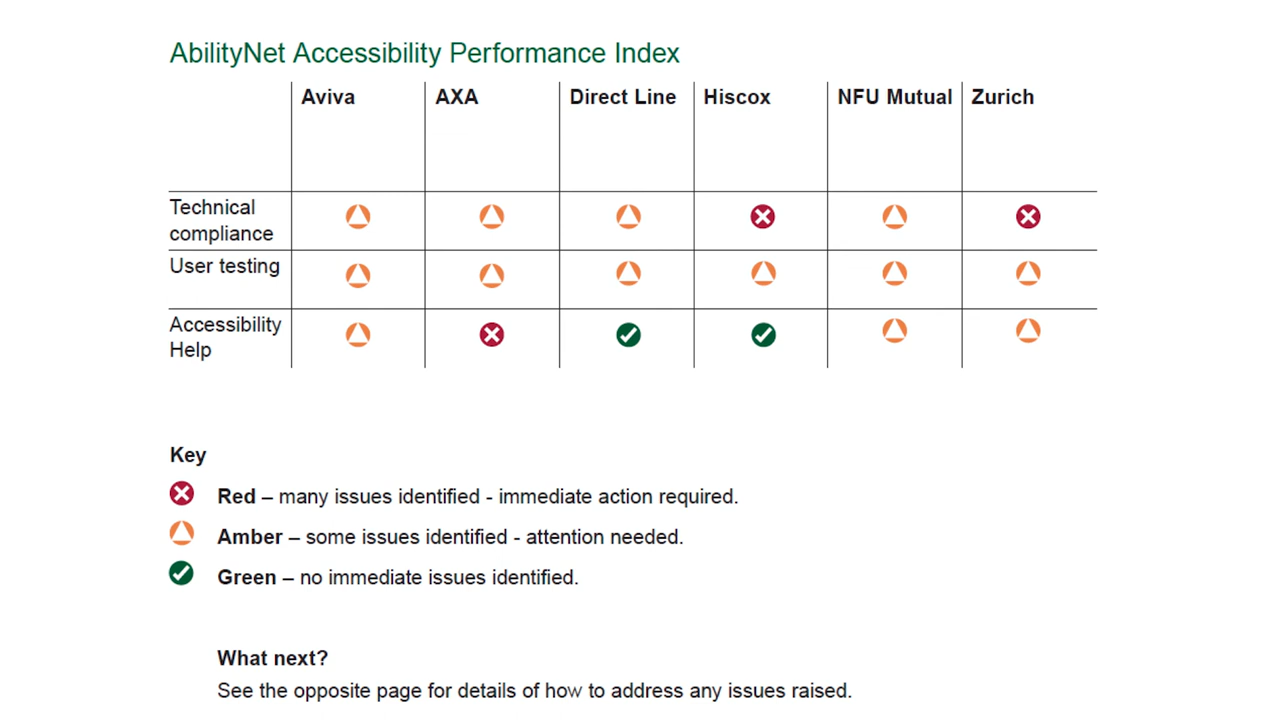 AbilityNet Accessibility Performance Index
Aviva AXA Direct Line Hiscox NFU Mutual Zurich
Technical
compliance
User testing
Accessibility
Help
Key
Red – many issues identified - immediate action required.
Amber – some issues identified - attention needed.
Green – no immediate issues identified.
What next?
See the opposite page for details of how to address any issues raised.